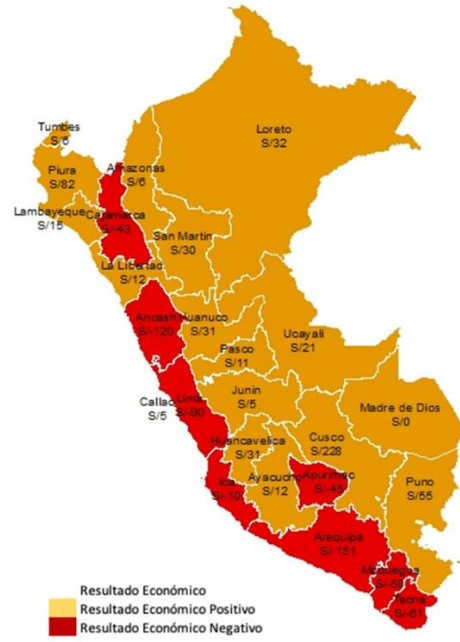 Loreto
S/32
Tumbes
S/6
Piura
S/82
Amazonas
S/6
Lambayeque
S/15
Cajamarca
S/-43
San Martin
S/30
La Libertad
S/12
Ancash
S/-120
Huanuco
S/31
Ucayali
S/21
Pasco
S/11
Callao
S/5
Lima
S/-90
Junin
S/5
Madre de Dios
S/0
Huancavelica
S/31
Cusco
S/228
Ica
S/-10
Ayacucho
S/12
Apurimac
S/-45
Puno
S/55
Arequipa
S/-151
Moquegua
Tacna
S/-61
Resultado Económico
Resultado Económico Positivo
Resultado Económico Negativo